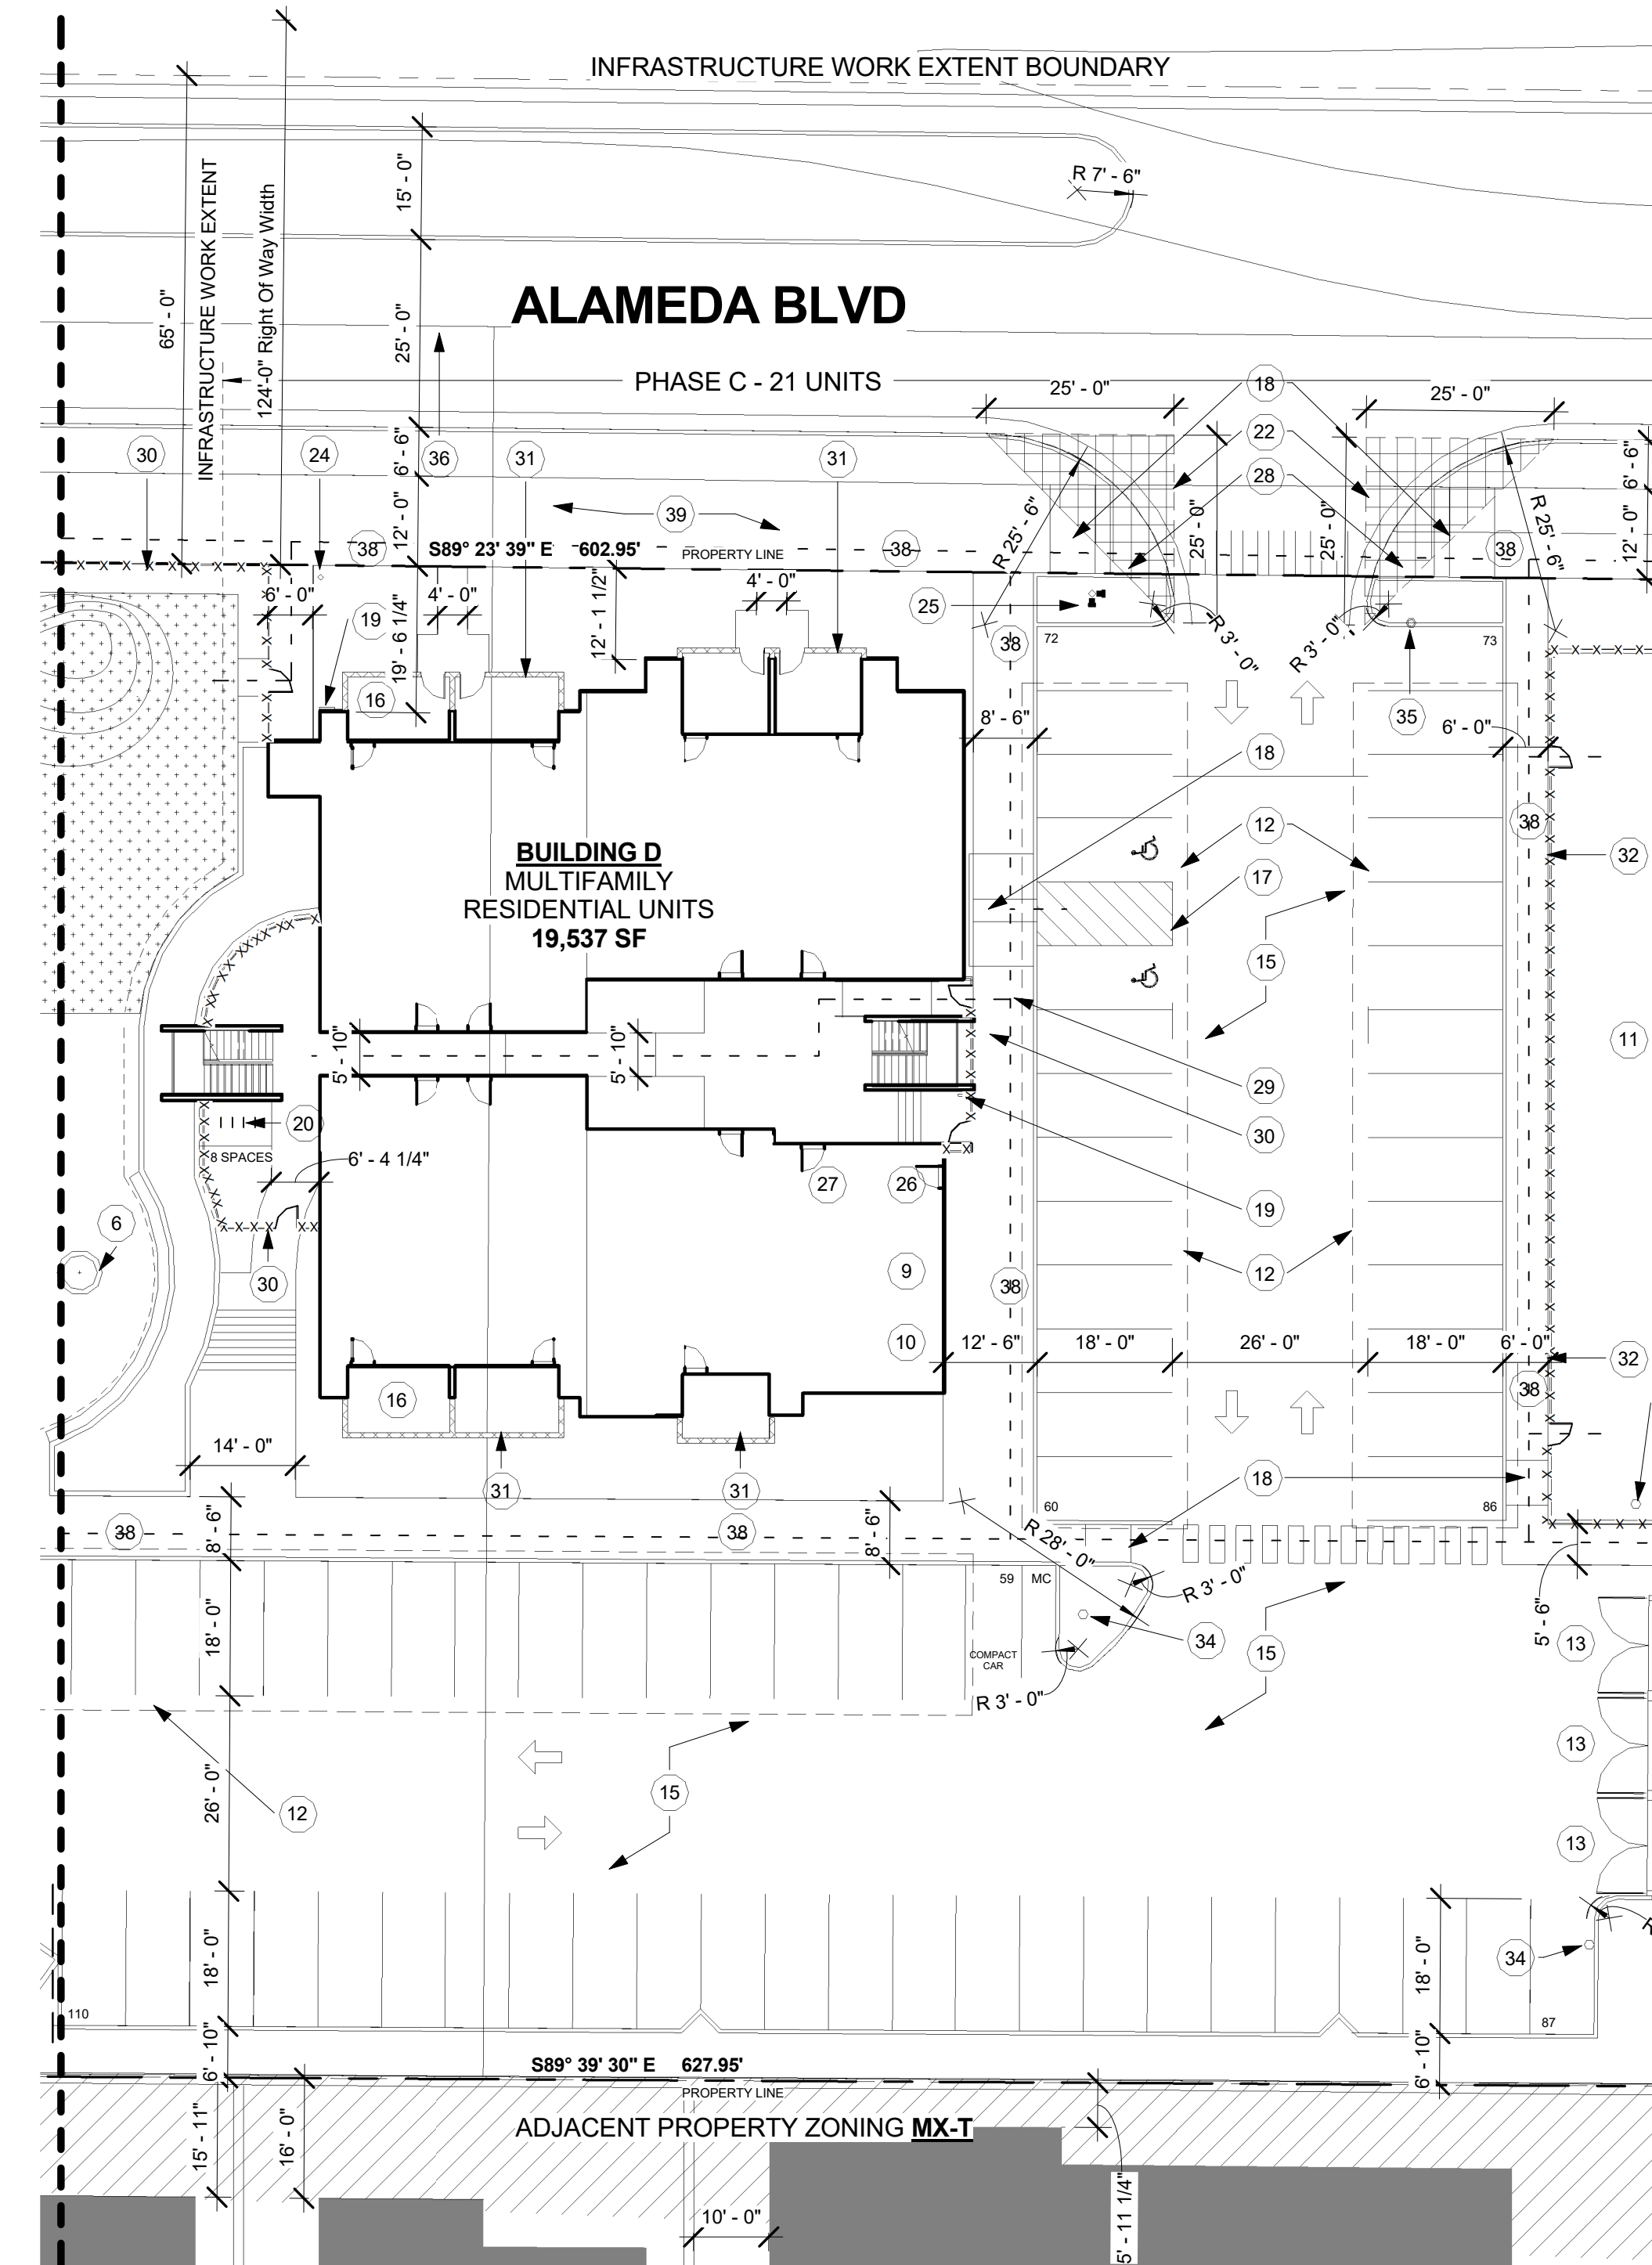 INFRASTRUCTURE WORK EXTENT BOUNDARY
R 7' - 6"
15' - 0"
INFRASTRUCTURE WORK EXTENT
124'-0" Right Of Way Width
65' - 0"
25' - 0"
ALAMEDA BLVD
PHASE C - 21 UNITS
25' - 0"
18
25' - 0"
22
28
30
24
6' - 6"
36
31
31
6' - 6"
39
12' - 0"
38
S89° 23' 39" E 602.95'
PROPERTY LINE
38
R 25' - 6"
25' - 0"
25' - 0"
R 25' - 6"
38
12' - 0"
6' - 0"
19
19' - 6 1/4"
4' - 0"
12' - 1 1/2"
4' - 0"
25
38
72
R 3' - 0"
R 3' - 0"
73
16
35
8' - 6"
6' - 0"
18
BUILDING D
MULTIFAMILY
RESIDENTIAL UNITS
19,537 SF
12
38
32
17
15
11
5' - 10"
5' - 10"
29
20
30
8 SPACES
6' - 4 1/4"
27
26
19
6
30
9
38
12
10
12' - 6"
18' - 0"
26' - 0"
18' - 0"
6' - 0"
32
16
38
14' - 0"
31
31
18
60
86
38
8' - 6"
38
8' - 6"
R 28' - 0"
59
MC
R 3' - 0"
18' - 0"
COMPACT
CAR
34
15
5' - 6"
13
R 3' - 0"
13
26' - 0"
12
15
13
18' - 0"
18' - 0"
34
R
110
87
6' - 10"
6' - 10"
S89° 39' 30" E 627.95'
PROPERTY LINE
ADJACENT PROPERTY ZONING MX-T
15' - 11"
16' - 0"
10' - 0"
5' - 11 1/4"